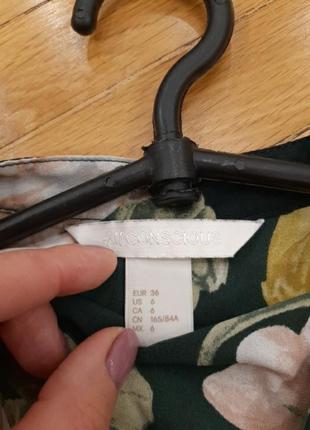 CONSCIOUS
EUR 36
US 6
CA 6
CN 165/84A
MX 6